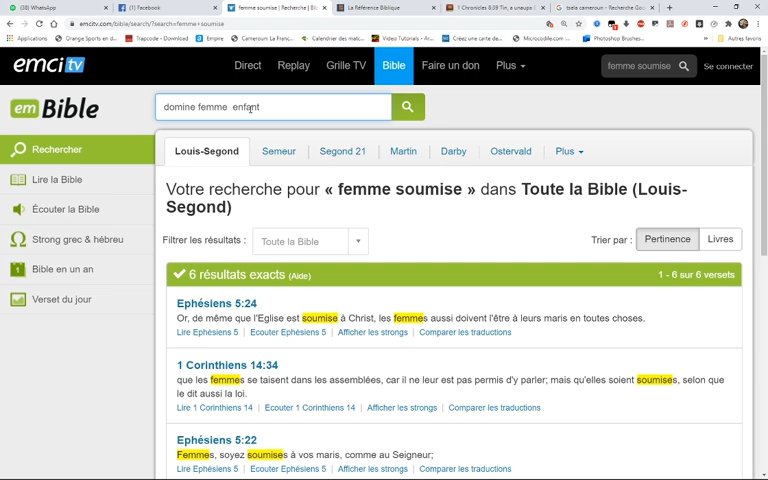 (38) WhatsApp
(1) Facebook
femme soumise | Recherche | Bib
La Référence Biblique
1 Chroniques 8:39 Tin, a unaups
tsela cameroun - Recherche Goo
emcitv.com/bible/search/?search=femme+soumise
Applications
Orange Sports en d...
Trapcode - Download
Empire
Cameroun: La Franc...
Calendrier des matc...
Video Tutorials - Ar...
Créez une carte de...
Microcodile.com ...
Photoshop Brushes...
Autres favoris
emci tv
Direct
Replay
Grille TV
Bible
Faire un don
Plus
femme soumise
Se connecter
em Bible
domine femme enfant
Rechercher
Lire la Bible
Écouter la Bible
Strong grec & hébreu
Bible en un an
Verset du jour
Louis-Segond
Semeur
Segond 21
Martin
Darby
Ostervald
Plus
Votre recherche pour « femme soumise » dans Toute la Bible (Louis-
Segond)
Filtrer les résultats :
Toute la Bible
Trier par :
Pertinence
Livres
6 résultats exacts (Aide)
1 - 6 sur 6 versets
Ephésiens 5:24
Or, de même que l'Eglise est soumise à Christ, les femmes aussi doivent l'être à leurs maris en toutes choses.
Lire Ephésiens 5 | Ecouter Ephésiens 5 | Afficher les strongs | Comparer les traductions
1 Corinthiens 14:34
que les femmes se taisent dans les assemblées, car il ne leur est pas permis d'y parler; mais qu'elles soient soumises, selon que
le dit aussi la loi.
Lire 1 Corinthiens 14 | Ecouter 1 Corinthiens 14 | Afficher les strongs | Comparer les traductions
Ephésiens 5:22
Femmes, soyez soumises à vos maris, comme au Seigneur;
Lire Ephésiens 5 | Ecouter Ephésiens 5 | Afficher les strongs | Comparer les traductions